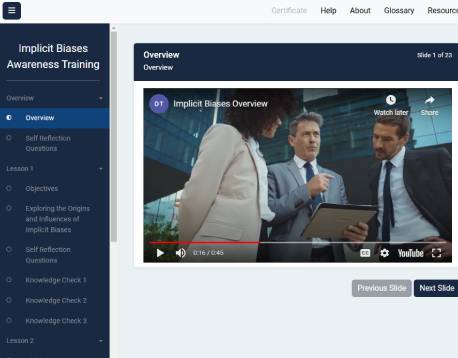 Certificate Help About Glossary Resource
Implicit Biases
Awareness Training
Overview
Overview
Self Reflection
Questions
Lesson 1
Objectives
Exploring the Origins
and Influences of
Implicit Biases
Self Reflection
Questions
Knowledge Check 1
Knowledge Check 2
Knowledge Check 3
Lesson 2
Overview
Slide 1 of 23
Overview
DT Implicit Biases Overview
Watch later Share
0:16 / 0:45
CC YouTube
Previous Slide Next Slide